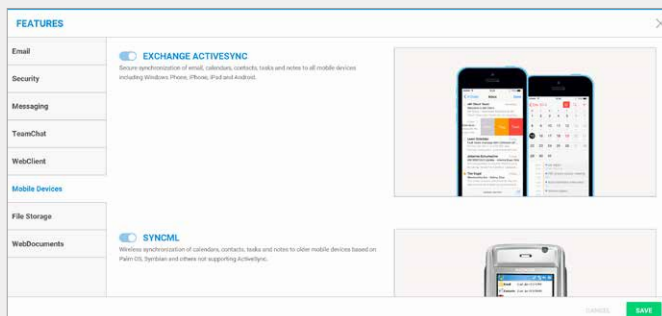 FEATURES
Email
Security
Messaging
TeamChat
WebClient
Mobile Devices
File Storage
WebDocuments
EXCHANGE ACTIVESYNC
Secure synchronization of email, calendars, contacts, tasks and notes to all mobile devices
including Windows Phone, iPhone, iPad and Android.
SYNCML
Wireless synchronization of calendars, contacts, tasks and notes to older mobile devices based on
Palm OS, Symbian and others not supporting ActiveSync.
CANCEL
SAVE